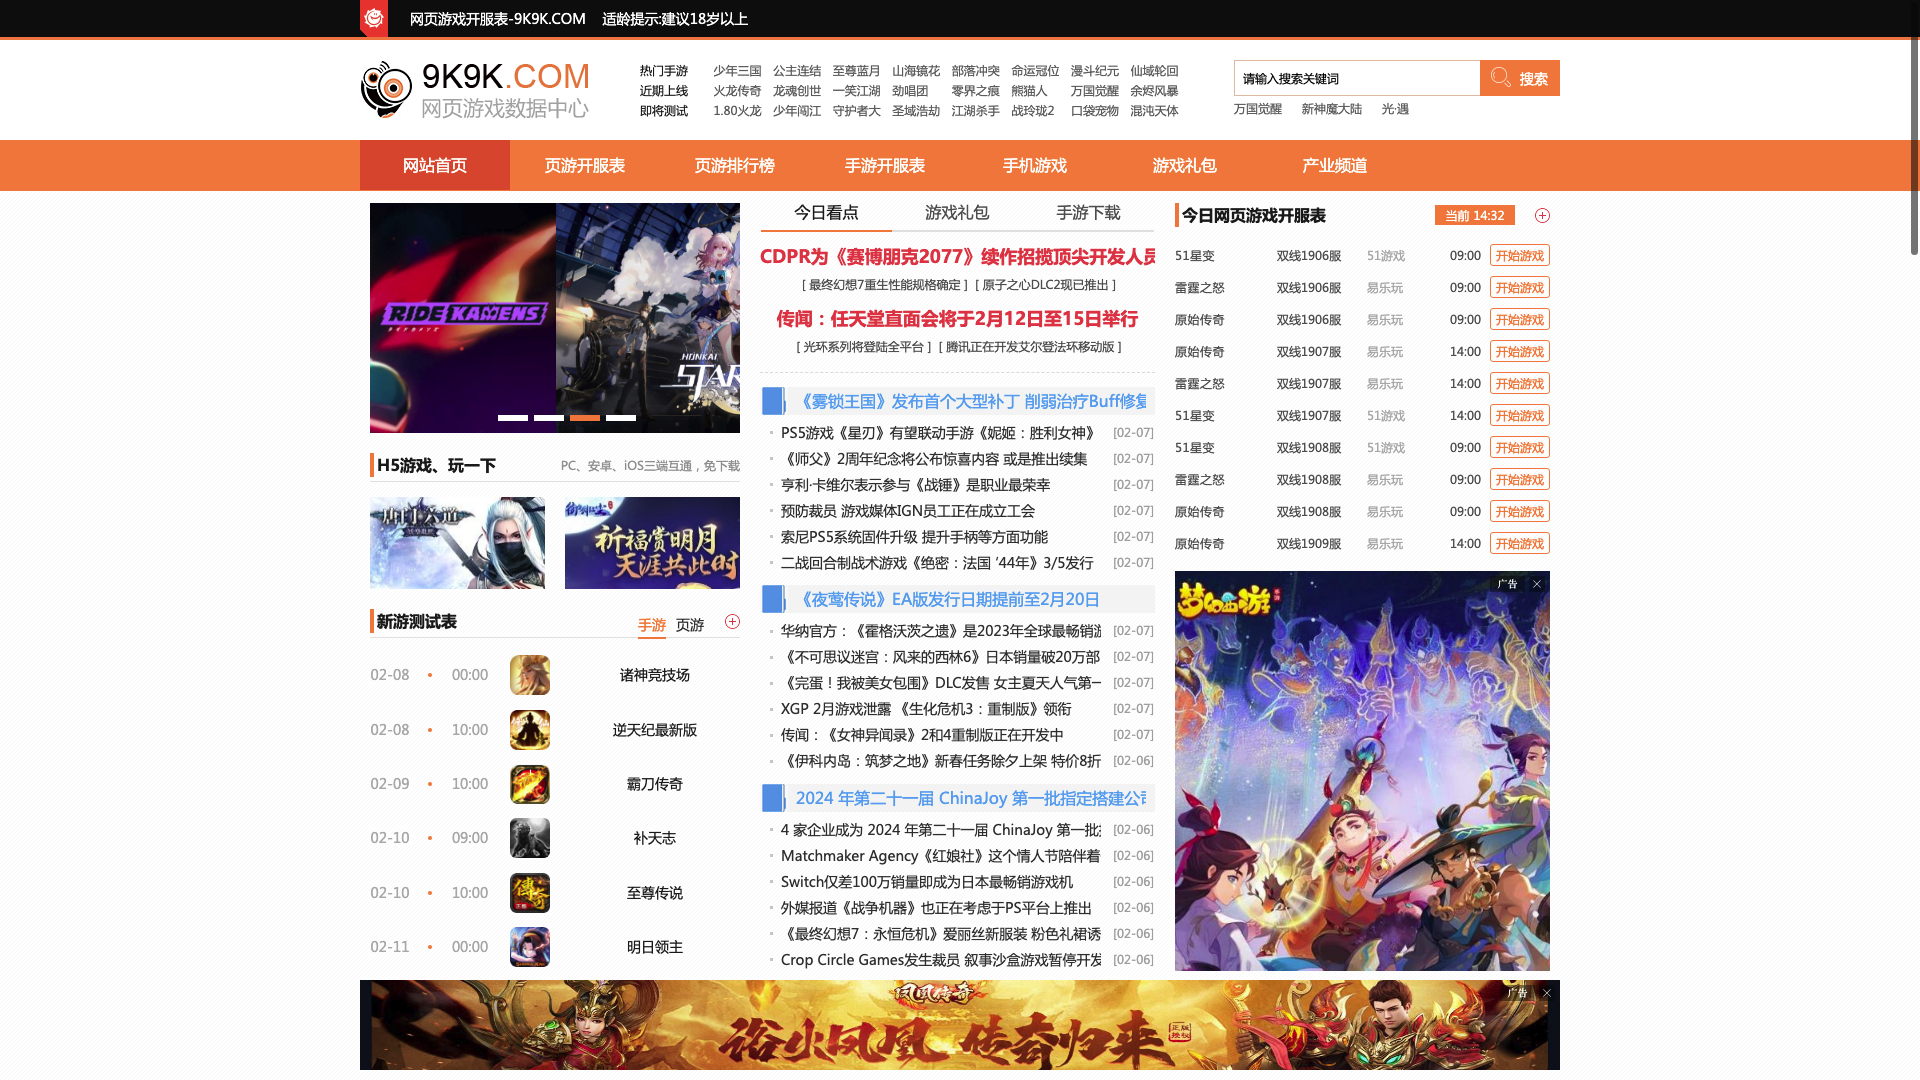 网页游戏开服表-9K9K.COM 适龄提示:建议18岁以上
9K9K.COM
网页游戏数据中心
热门手游 少年三国 公主连结 至尊蓝月 山海镜花 部落冲突 命运冠位 漫斗纪元 仙域轮回
近期上线 火龙传奇 龙魂创世 一笑江湖 劲唱团 零界之痕 熊猫人 万国觉醒 余烬风暴
即将测试 1.80火龙 少年闯江 守护者大 圣域浩劫 江湖杀手 战玲珑2 口袋宠物 混沌天体
请输入搜索关键词 搜索
万国觉醒 新神魔大陆 光·遇
网站首页 页游开服表 页游排行榜 手游开服表 手机游戏 游戏礼包 产业频道
RIDE KAMENS
HONKAI
STAR
H5游戏、玩一下 PC、安卓、iOS三端互通，免下载
唐门六道
祈福赏明月
天涯共此时
新游测试表 手游 页游
02-08 00:00 诸神竞技场
02-08 10:00 逆天纪最新版
02-09 10:00 霸刀传奇
02-10 09:00 补天志
02-10 10:00 至尊传说
02-11 00:00 明日领主
今日看点 游戏礼包 手游下载
CDPR为《赛博朋克2077》续作招揽顶尖开发人员
[ 最终幻想7重生性能规格确定 ] [ 原子之心DLC2现已推出 ]
传闻：任天堂直面会将于2月12日至15日举行
[ 光环系列将登陆全平台 ] [ 腾讯正在开发艾尔登法环移动版 ]
《雾锁王国》发布首个大型补丁 削弱治疗Buff修复
PS5游戏《星刃》有望联动手游《妮姬：胜利女神》 [02-07]
《师父》2周年纪念将公布惊喜内容 或是推出续集 [02-07]
亨利·卡维尔表示参与《战锤》是职业最荣幸 [02-07]
预防裁员 游戏媒体IGN员工正在成立工会 [02-07]
索尼PS5系统固件升级 提升手柄等方面功能 [02-07]
二战回合制战术游戏《绝密：法国 ‘44年》3/5发行 [02-07]
《夜莺传说》EA版发行日期提前至2月20日
华纳官方：《霍格沃茨之遗》是2023年全球最畅销游 [02-07]
《不可思议迷宫：风来的西林6》日本销量破20万部 [02-07]
《完蛋！我被美女包围》DLC发售 女主夏天人气第一 [02-07]
XGP 2月游戏泄露 《生化危机3：重制版》领衔 [02-07]
传闻：《女神异闻录》2和4重制版正在开发中 [02-07]
《伊科内岛：筑梦之地》新春任务除夕上架 特价8折 [02-06]
2024 年第二十一届 ChinaJoy 第一批指定搭建公司
4 家企业成为 2024 年第二十一届 ChinaJoy 第一批指 [02-06]
Matchmaker Agency《红娘社》这个情人节陪伴着 [02-06]
Switch仅差100万销量即成为日本最畅销游戏机 [02-06]
外媒报道《战争机器》也正在考虑于PS平台上推出 [02-06]
《最终幻想7：永恒危机》爱丽丝新服装 粉色礼裙诱 [02-06]
Crop Circle Games发生裁员 叙事沙盒游戏暂停开发 [02-06]
今日网页游戏开服表 当前 14:32
51星变 双线1906服 51游戏 09:00 开始游戏
雷霆之怒 双线1906服 易乐玩 09:00 开始游戏
原始传奇 双线1906服 易乐玩 09:00 开始游戏
原始传奇 双线1907服 易乐玩 14:00 开始游戏
雷霆之怒 双线1907服 易乐玩 14:00 开始游戏
51星变 双线1907服 51游戏 14:00 开始游戏
51星变 双线1908服 51游戏 09:00 开始游戏
雷霆之怒 双线1908服 易乐玩 09:00 开始游戏
原始传奇 双线1908服 易乐玩 09:00 开始游戏
原始传奇 双线1909服 易乐玩 14:00 开始游戏
广告
梦幻西游
凤凰传奇
广告
浴火凤凰 传奇归来
正版授权